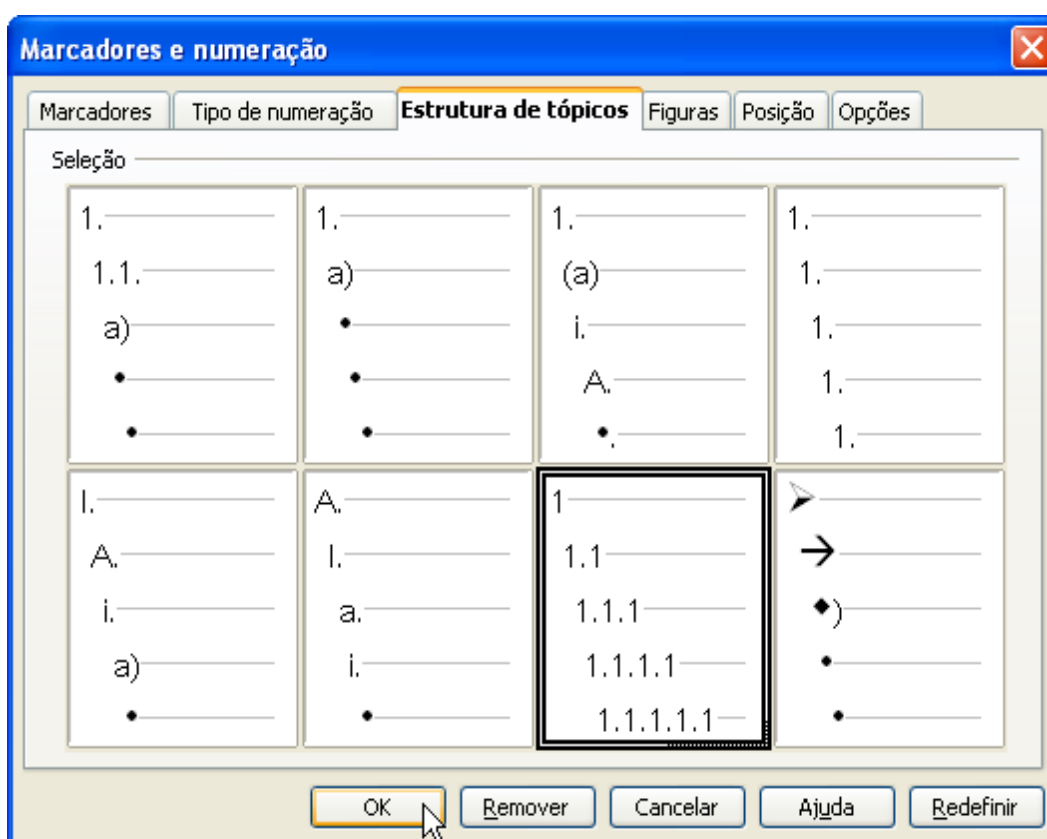 Marcadores e numeração
Marcadores Tipo de numeração Estrutura de tópicos Figuras Posição Opções
Seleção
1. 1. 1. 1.
1.1. a) (a) 1.
a) • i. 1.
• • A. 1.
• • •. 1.
I. A. 1 ➢
A. I. 1.1 →
i. a. 1.1.1 ◆)
a) i. 1.1.1.1 •
• • 1.1.1.1.1 •
OK Remover Cancelar Ajuda Redefinir